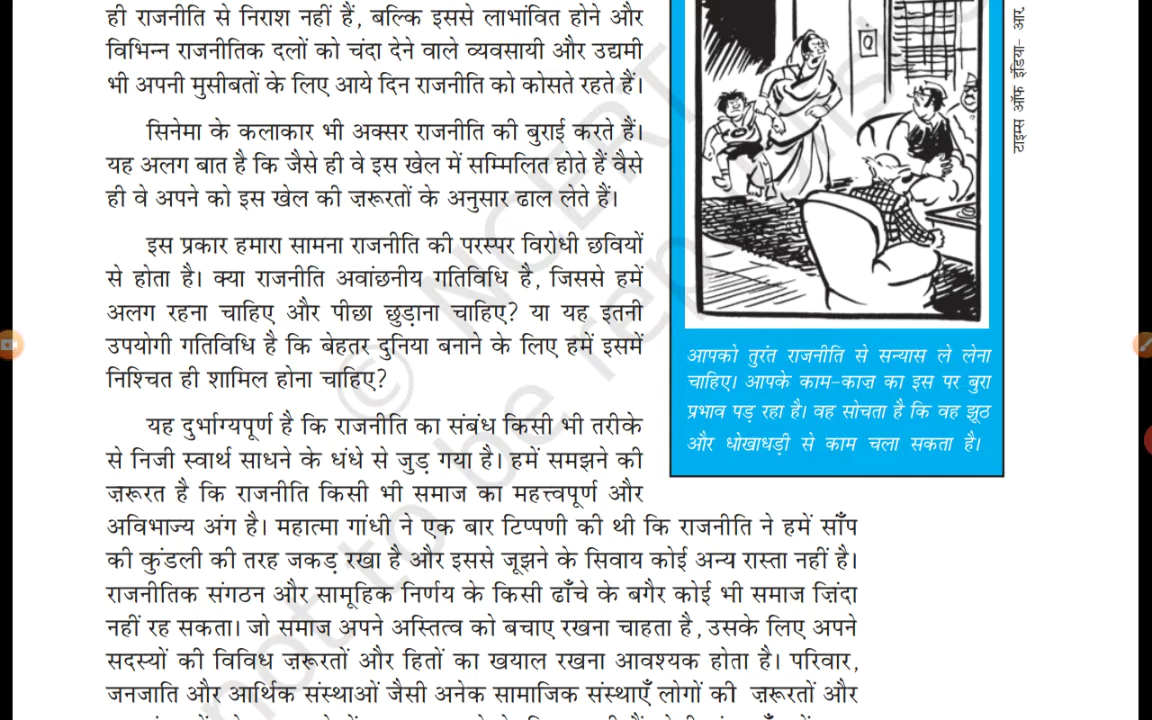 ही राजनीति से निराश नहीं हैं, बल्कि इससे लाभांवित होने और
विभिन्न राजनीतिक दलों को चंदा देने वाले व्यवसायी और उद्यमी
भी अपनी मुसीबतों के लिए आये दिन राजनीति को कोसते रहते हैं।
सिनेमा के कलाकार भी अक्सर राजनीति की बुराई करते हैं।
यह अलग बात है कि जैसे ही वे इस खेल में सम्मिलित होते हैं वैसे
ही वे अपने को इस खेल की ज़रूरतों के अनुसार ढाल लेते हैं।
इस प्रकार हमारा सामना राजनीति की परस्पर विरोधी छवियों
से होता है। क्या राजनीति अवांछनीय गतिविधि है, जिससे हमें
अलग रहना चाहिए और पीछा छुड़ाना चाहिए? या यह इतनी
उपयोगी गतिविधि है कि बेहतर दुनिया बनाने के लिए हमें इसमें
निश्चित ही शामिल होना चाहिए?
यह दुर्भाग्यपूर्ण है कि राजनीति का संबंध किसी भी तरीके
से निजी स्वार्थ साधने के धंधे से जुड़ गया है। हमें समझने की
ज़रूरत है कि राजनीति किसी भी समाज का महत्त्वपूर्ण और
अविभाज्य अंग है। महात्मा गांधी ने एक बार टिप्पणी की थी कि राजनीति ने हमें साँप
की कुंडली की तरह जकड़ रखा है और इससे जूझने के सिवाय कोई अन्य रास्ता नहीं है।
राजनीतिक संगठन और सामूहिक निर्णय के किसी ढाँचे के बगैर कोई भी समाज ज़िंदा
नहीं रह सकता। जो समाज अपने अस्तित्व को बचाए रखना चाहता है, उसके लिए अपने
सदस्यों की विविध ज़रूरतों और हितों का खयाल रखना आवश्यक होता है। परिवार,
जनजाति और आर्थिक संस्थाओं जैसी अनेक सामाजिक संस्थाएँ लोगों की ज़रूरतों और
टाइम्स ऑफ इंडिया- आर.
आपको तुरंत राजनीति से सन्यास ले लेना
चाहिए। आपके काम-काज़ का इस पर बुरा
प्रभाव पड़ रहा है। वह सोचता है कि वह झूठ
और धोखाधड़ी से काम चला सकता है।
© NCERT
not to be republis